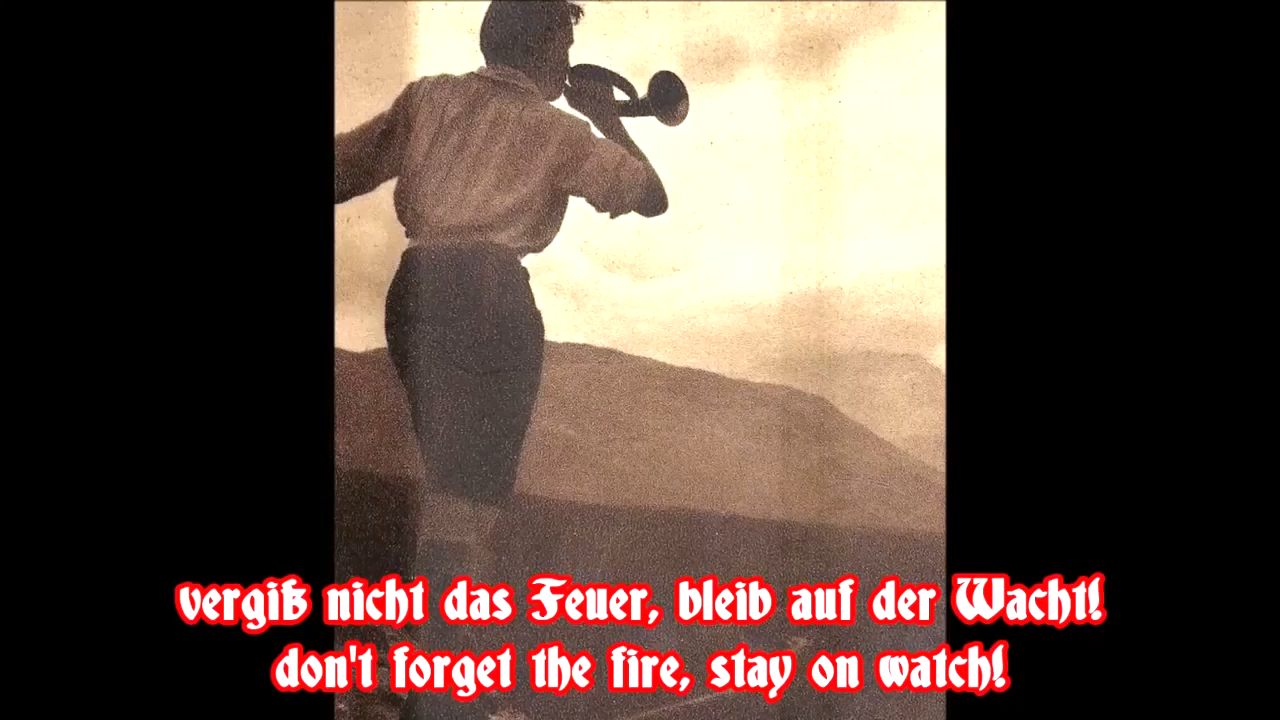 vergiß nicht das Feuer, bleib auf der Wacht!
don't forget the fire, stay on watch!